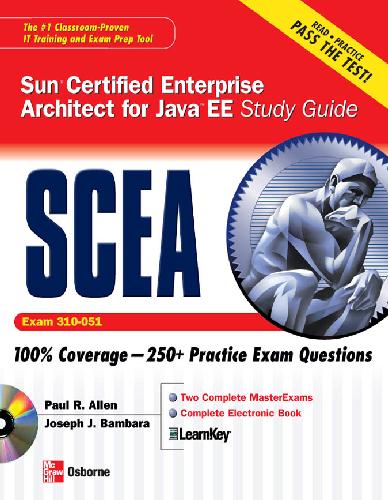 The #1 Classroom-Proven
IT Training and Exam Prep Tool
READ • PRACTICE
PASS THE TEST!
Sun® Certified Enterprise
Architect for Java™ EE Study Guide
SCEA
Exam 310-051
100% Coverage—250+ Practice Exam Questions
Paul R. Allen
Joseph J. Bambara
• Two Complete MasterExams
• Complete Electronic Book
LearnKey
Mc
Graw
Hill
Osborne